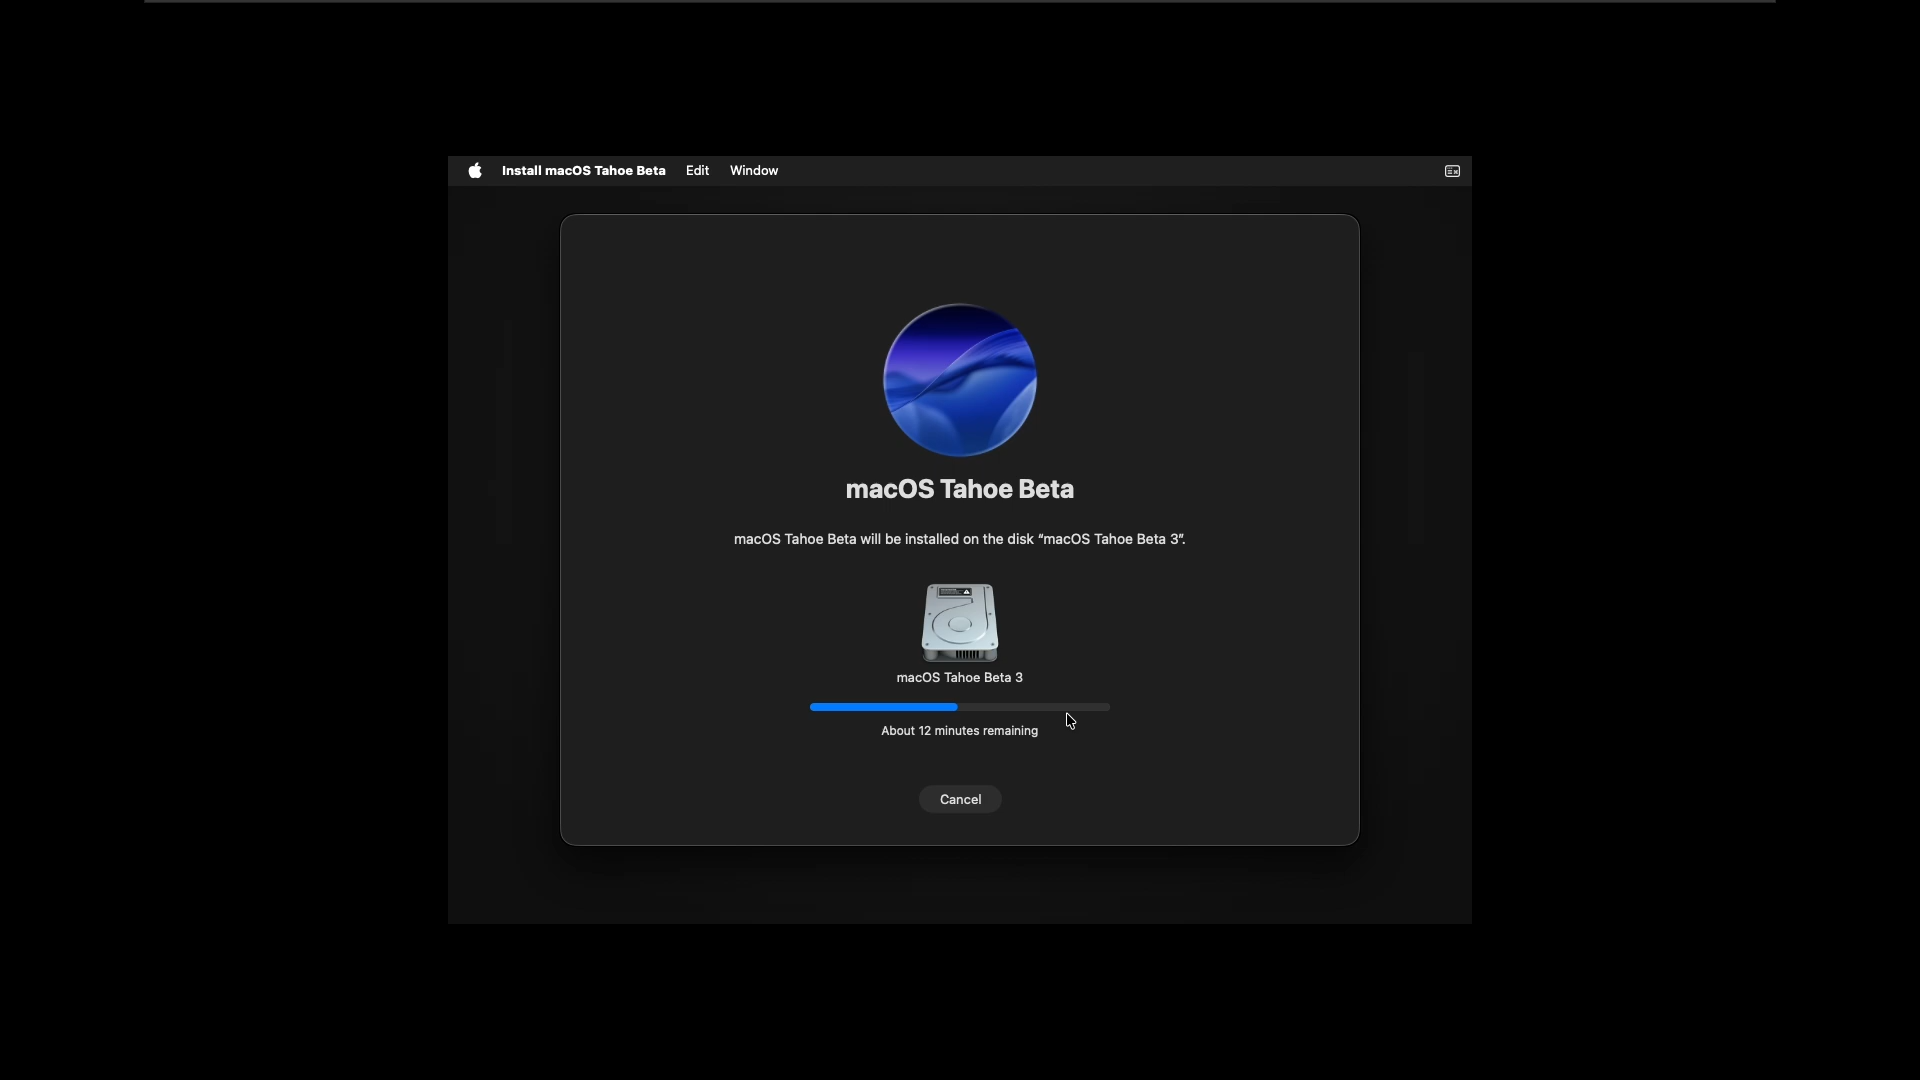 Install macOS Tahoe Beta Edit Window
macOS Tahoe Beta
macOS Tahoe Beta will be installed on the disk “macOS Tahoe Beta 3”.
macOS Tahoe Beta 3
About 12 minutes remaining
Cancel